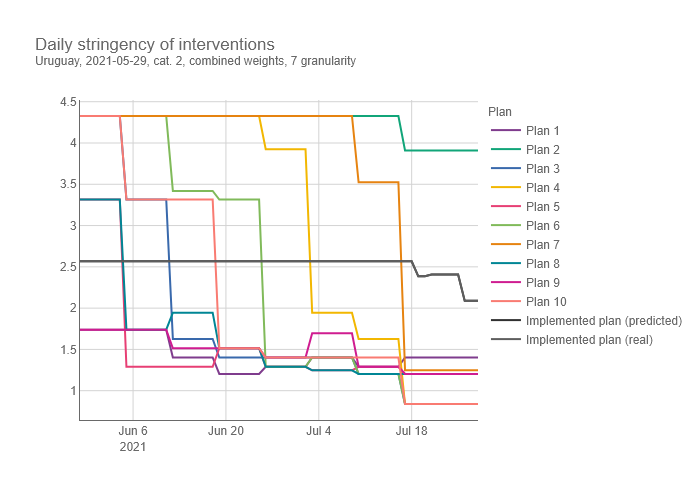 Daily stringency of interventions
Uruguay, 2021-05-29, cat. 2, combined weights, 7 granularity
4.5
4
3.5
3
2.5
2
1.5
1
Jun 6
2021
Jun 20
Jul 4
Jul 18
Plan
Plan 1
Plan 2
Plan 3
Plan 4
Plan 5
Plan 6
Plan 7
Plan 8
Plan 9
Plan 10
Implemented plan (predicted)
Implemented plan (real)